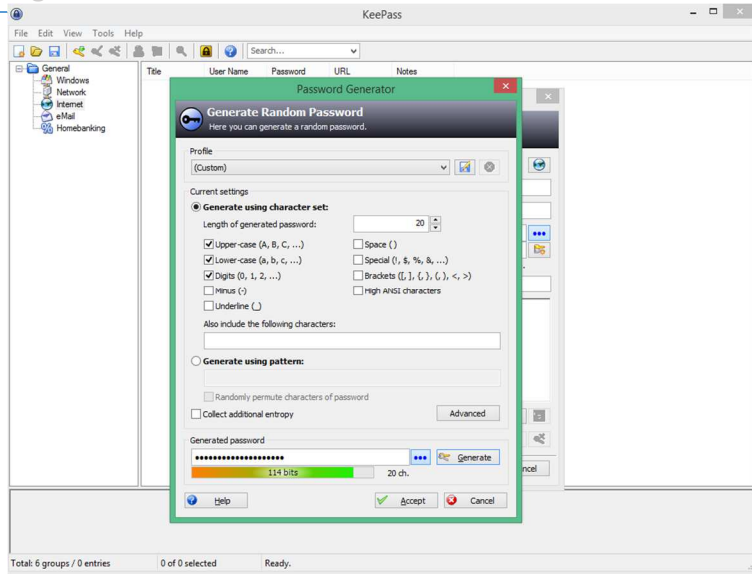 KeePass
File Edit View Tools Help
Search...
General
Windows
Network
Internet
eMail
Homebanking
Title User Name Password URL Notes
Password Generator
Generate Random Password
Here you can generate a random password.
Profile
(Custom)
Current settings
Generate using character set:
Length of generated password: 20
Upper-case (A, B, C, ...) Space ( )
Lower-case (a, b, c, ...) Special (!, $, %, &, ...)
Digits (0, 1, 2, ...) Brackets ([, ], {, }, (, ), <, >)
Minus (-) High ANSI characters
Underline (_)
Also include the following characters:
Generate using pattern:
Randomly permute characters of password
Collect additional entropy Advanced
Generated password
•••••••••••••••••••• Generate
114 bits 20 ch.
ncel
Help Accept Cancel
Total: 6 groups / 0 entries 0 of 0 selected Ready.